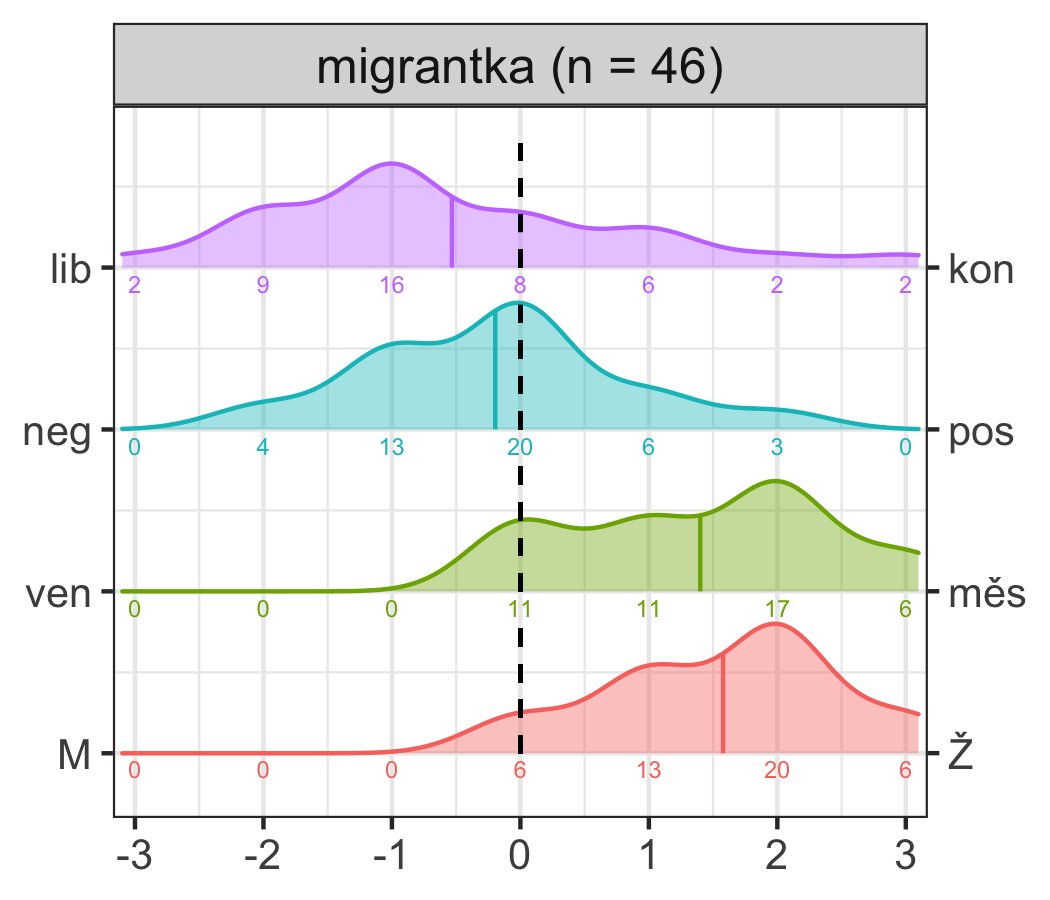 migrantka (n = 46)
lib kon
2 9 16 8 6 2 2
neg pos
0 4 13 20 6 3 0
ven měs
0 0 0 11 11 17 6
M Ž
0 0 0 6 13 20 6
-3 -2 -1 0 1 2 3